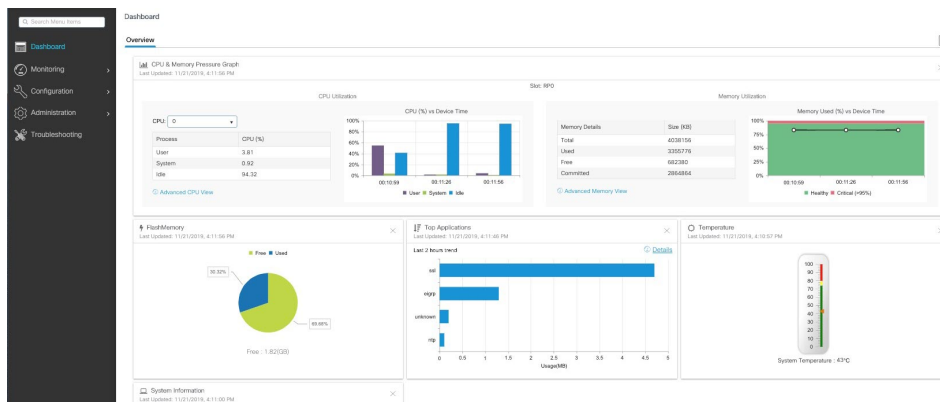 Search Menu Items
Dashboard
Monitoring
Configuration
Administration
Troubleshooting
Dashboard
Overview
CPU & Memory Pressure Graph
Last Updated: 11/21/2019, 4:11:56 PM
Slot: RP0
CPU Utilization
CPU: 0
Process CPU (%)
User 3.81
System 0.92
Idle 94.32
Advanced CPU View
CPU (%) vs Device Time
100%
80%
60%
40%
20%
0%
00:10:59 00:11:26 00:11:56
User System Idle
Memory Utilization
Memory Details Size (KB)
Total 4038156
Used 3355776
Free 682380
Committed 2864864
Advanced Memory View
Memory Used (%) vs Device Time
100%
75%
50%
25%
0%
00:10:59 00:11:26 00:11:56
Healthy Critical (>95%)
FlashMemory
Last Updated: 11/21/2019, 4:11:56 PM
Free Used
30.32%
69.68%
Free : 1.82(GB)
Top Applications
Last Updated: 11/21/2019, 4:11:46 PM
Last 2 hours trend
Details
ssl
eigrp
unknown
ntp
0 0.5 1 1.5 2 2.5 3 3.5 4 4.5 5
Usage(MB)
Temperature
Last Updated: 11/21/2019, 4:10:57 PM
100
90
80
70
60
50
40
30
20
10
0
System Temperature : 43°C
System Information
Last Updated: 11/21/2019, 4:11:00 PM